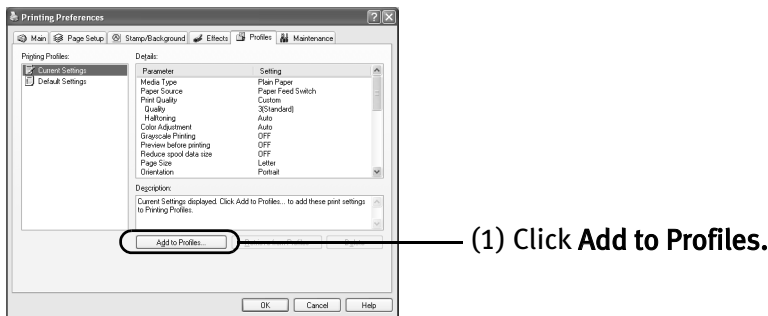 Printing Preferences
Main Page Setup Stamp/Background Effects Profiles Maintenance
Printing Profiles:
Current Settings
Default Settings
Details:
Parameter Setting
Media Type Plain Paper
Paper Source Paper Feed Switch
Print Quality Custom
Quality 3(Standard)
Halftoning Auto
Color Adjustment Auto
Grayscale Printing OFF
Preview before printing OFF
Reduce spool data size OFF
Page Size Letter
Orientation Portrait
Description:
Current Settings displayed. Click Add to Profiles... to add these print settings
to Printing Profiles.
Add to Profiles...
(1) Click Add to Profiles.
OK Cancel Help